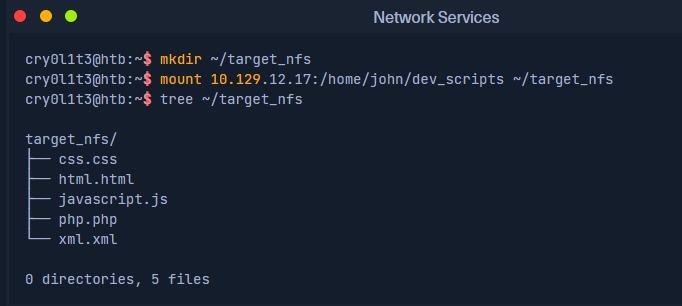 Network Services
cry0l1t3@htb:~$ mkdir ~/target_nfs
cry0l1t3@htb:~$ mount 10.129.12.17:/home/john/dev_scripts ~/target_nfs
cry0l1t3@htb:~$ tree ~/target_nfs
target_nfs/
├── css.css
├── html.html
├── javascript.js
├── php.php
└── xml.xml
0 directories, 5 files